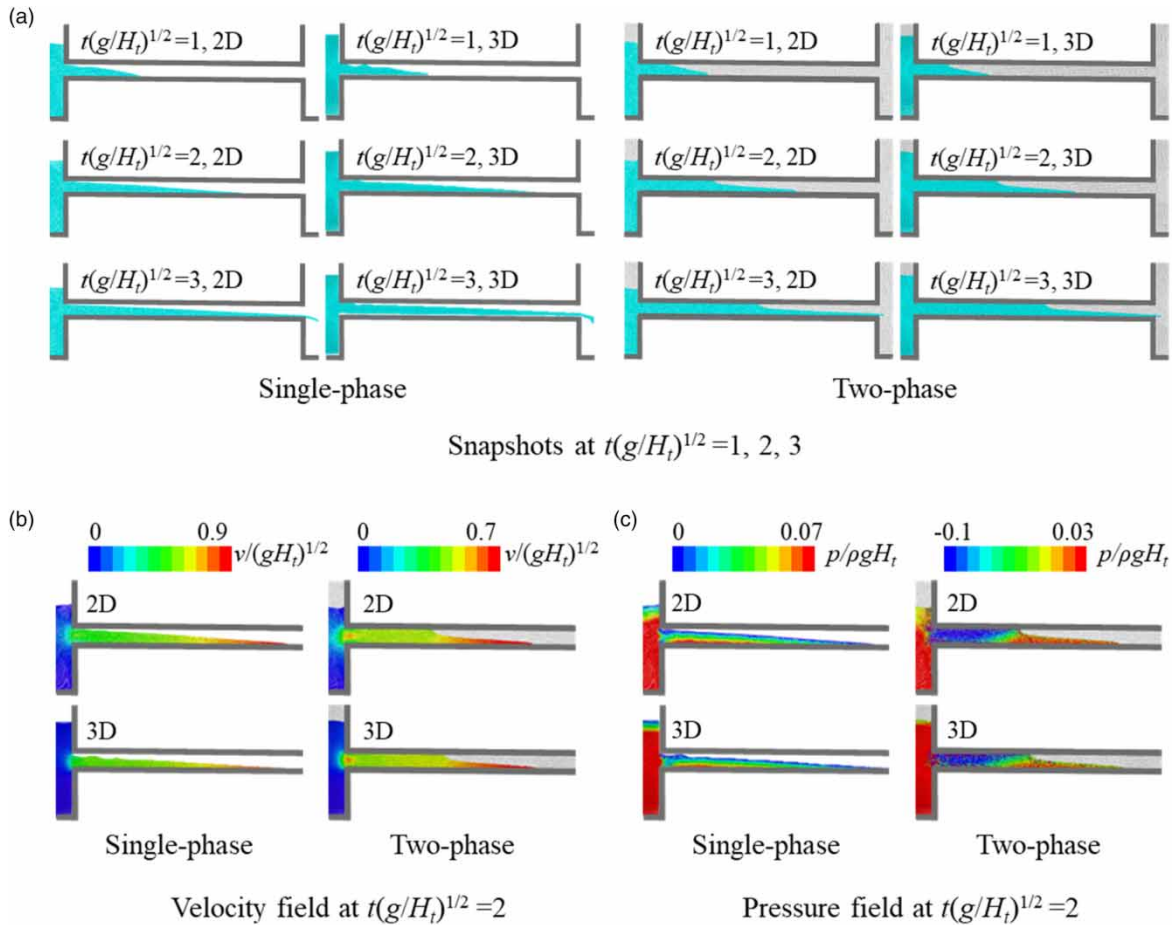 (a)
t(g/H_t)^{1/2}=1, 2D
t(g/H_t)^{1/2}=1, 3D
t(g/H_t)^{1/2}=1, 2D
t(g/H_t)^{1/2}=1, 3D
t(g/H_t)^{1/2}=2, 2D
t(g/H_t)^{1/2}=2, 3D
t(g/H_t)^{1/2}=2, 2D
t(g/H_t)^{1/2}=2, 3D
t(g/H_t)^{1/2}=3, 2D
t(g/H_t)^{1/2}=3, 3D
t(g/H_t)^{1/2}=3, 2D
t(g/H_t)^{1/2}=3, 3D
Single-phase
Two-phase
Snapshots at t(g/H_t)^{1/2} =1, 2, 3
(b)
0 0.9
v/(gH_t)^{1/2}
0 0.7
v/(gH_t)^{1/2}
2D
2D
3D
3D
Single-phase
Two-phase
Velocity field at t(g/H_t)^{1/2} =2
(c)
0 0.07
p/ρgH_t
-0.1 0.03
p/ρgH_t
2D
2D
3D
3D
Single-phase
Two-phase
Pressure field at t(g/H_t)^{1/2} =2